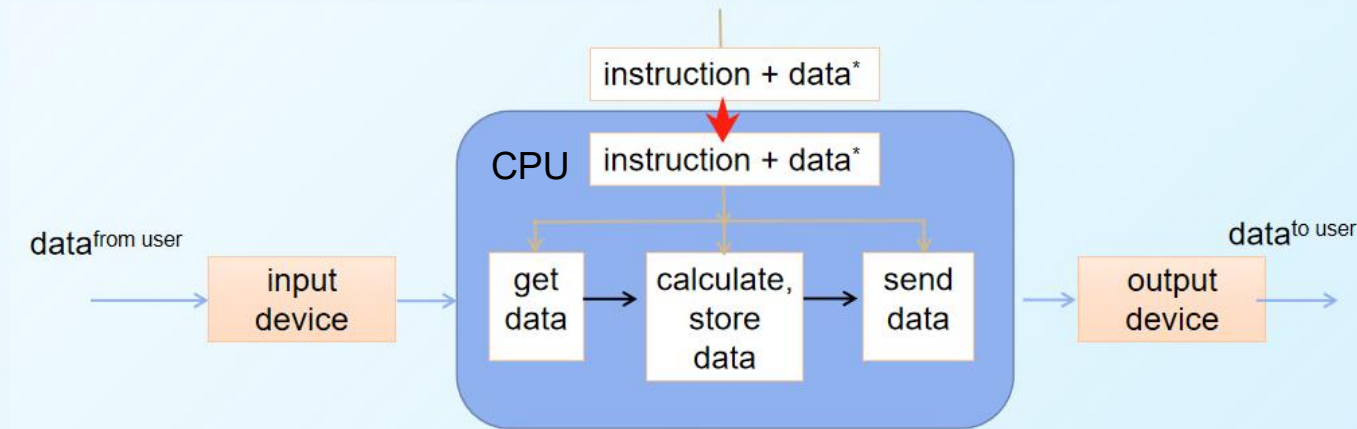 instruction + data*
CPU
instruction + data*
data from user
input
device
get
data
calculate,
store
data
send
data
output
device
data to user